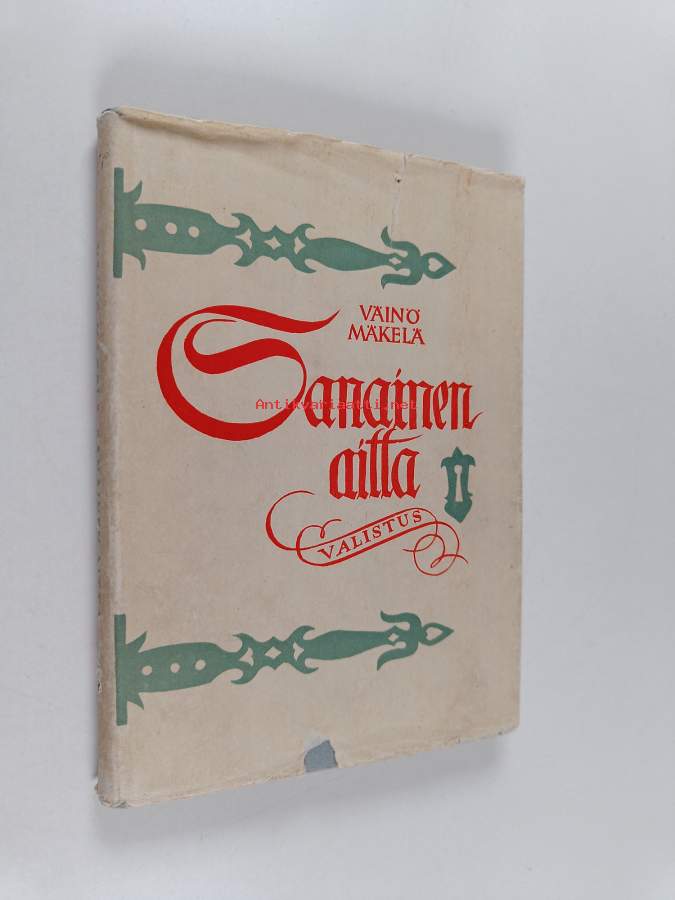 VÄINÖ
MÄKELÄ
Sanainen
Antikvariaatti.net
aitta
VALISTUS